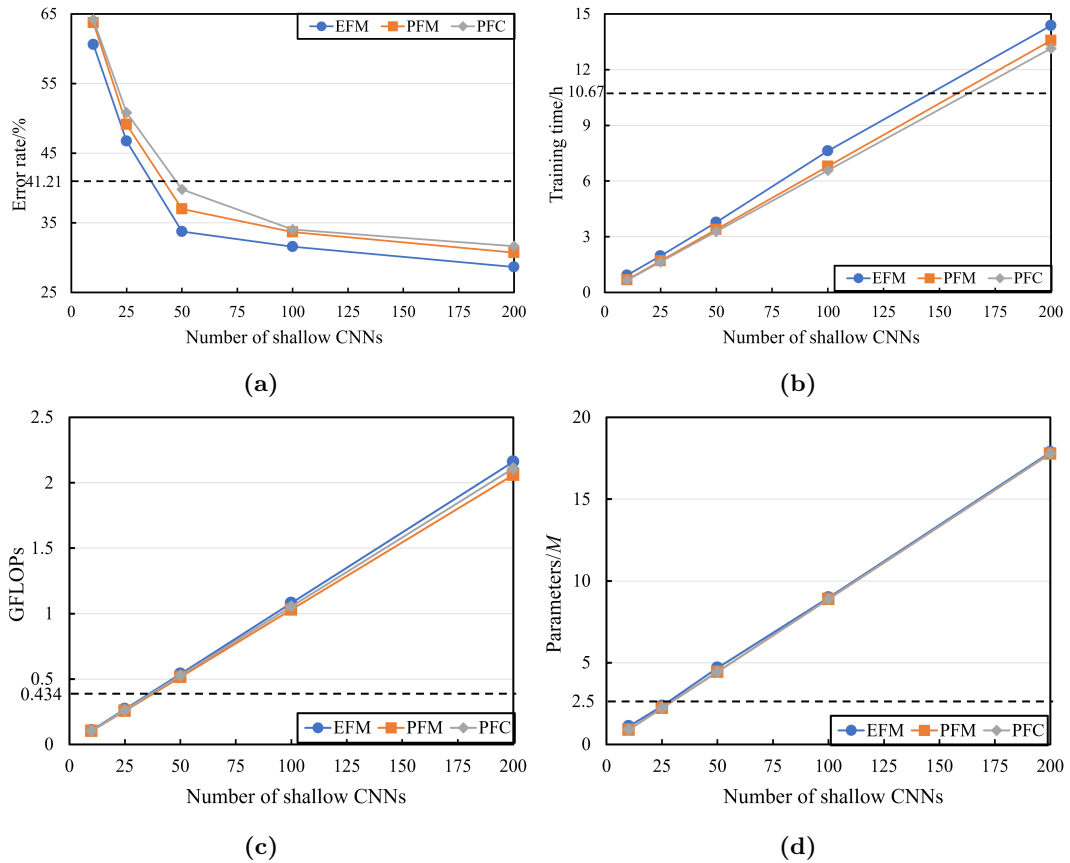 65
55
45
41.21
35
25
Error rate/%
EFM PFM PFC
0 25 50 75 100 125 150 175 200
Number of shallow CNNs
(a)
15
12
10.67
9
6
3
0
Training time/h
EFM PFM PFC
0 25 50 75 100 125 150 175 200
Number of shallow CNNs
(b)
2.5
2
1.5
1
0.5
0.434
0
GFLOPs
EFM PFM PFC
0 25 50 75 100 125 150 175 200
Number of shallow CNNs
(c)
20
15
10
5
2.5
0
Parameters/M
EFM PFM PFC
0 25 50 75 100 125 150 175 200
Number of shallow CNNs
(d)